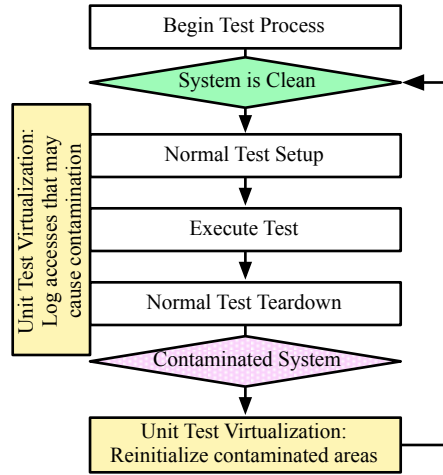 Begin Test Process
System is Clean
Unit Test Virtualization:
Log accesses that may
cause contamination
Normal Test Setup
Execute Test
Normal Test Teardown
Contaminated System
Unit Test Virtualization:
Reinitialize contaminated areas